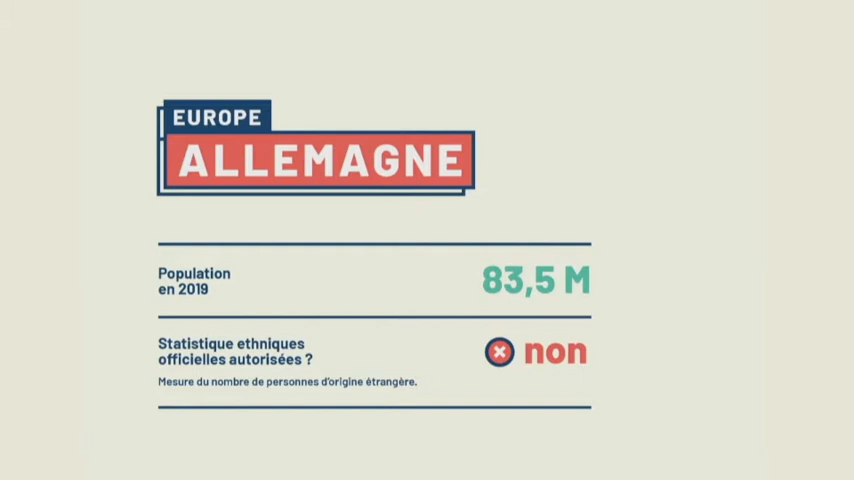 EUROPE
ALLEMAGNE
Population
en 2019
83,5 M
Statistique ethniques
officielles autorisées ?
non
Mesure du nombre de personnes d'origine étrangère.